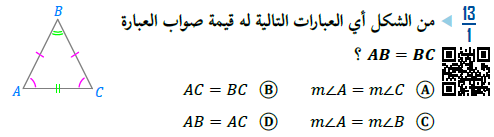 13/1 من الشكل أي العبارات التالية له قيمة صواب العبارة
AB = BC ؟
A m∠A = m∠C B AC = BC
C m∠A = m∠B D AB = AC
B
A C